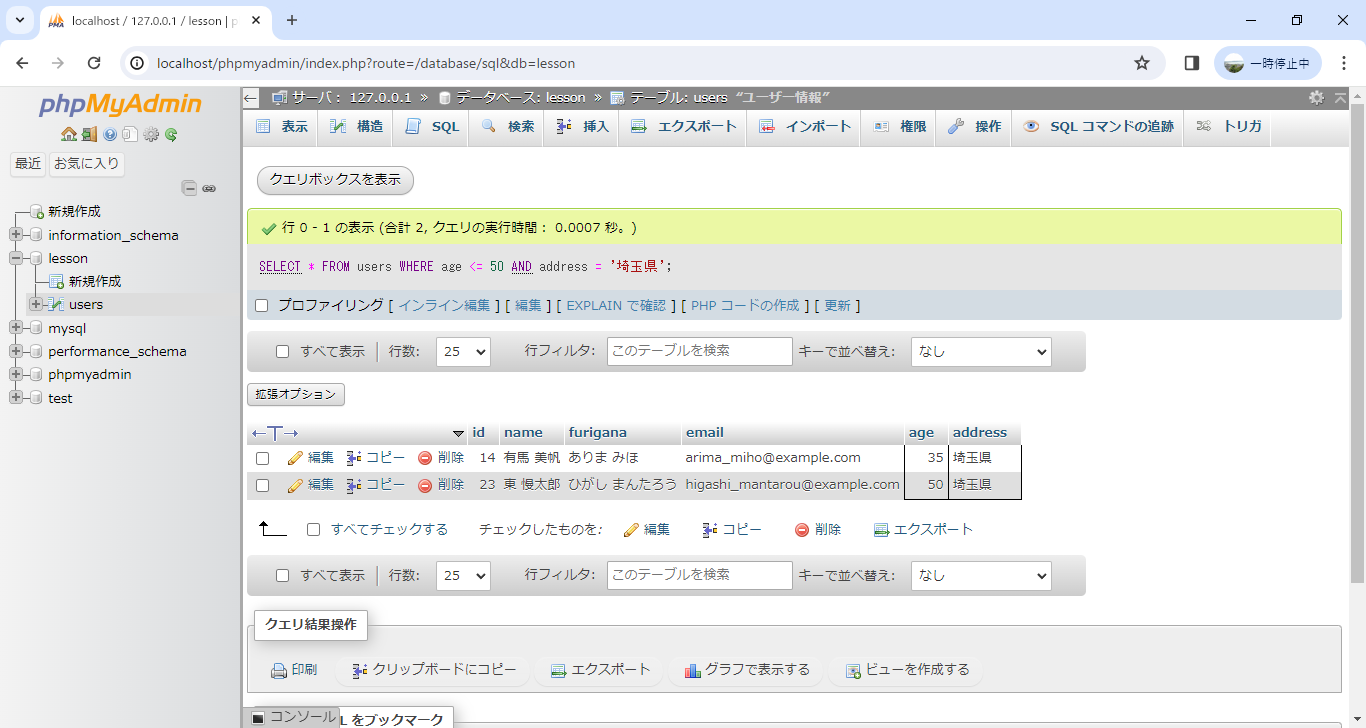 localhost / 127.0.0.1 / lesson | p
localhost/phpmyadmin/index.php?route=/database/sql&db=lesson
一時停止中
phpMyAdmin
最近 お気に入り
新規作成
information_schema
lesson
新規作成
users
mysql
performance_schema
phpmyadmin
test
サーバ: 127.0.0.1 » データベース: lesson » テーブル: users "ユーザー情報"
表示 構造 SQL 検索 挿入 エクスポート インポート 権限 操作 SQL コマンドの追跡 トリガ
クエリボックスを表示
行 0 - 1 の表示 (合計 2, クエリの実行時間: 0.0007 秒。)
SELECT * FROM users WHERE age <= 50 AND address = '埼玉県';
プロファイリング [ インライン編集 ] [ 編集 ] [ EXPLAIN で確認 ] [ PHP コードの作成 ] [ 更新 ]
すべて表示 | 行数: 25 行フィルタ: このテーブルを検索 キーで並べ替え: なし
拡張オプション
←T→ id name furigana email age address
編集 コピー 削除 14 有馬 美帆 ありま みほ arima_miho@example.com 35 埼玉県
編集 コピー 削除 23 東 慢太郎 ひがし まんたろう higashi_mantarou@example.com 50 埼玉県
すべてチェックする チェックしたものを: 編集 コピー 削除 エクスポート
すべて表示 | 行数: 25 行フィルタ: このテーブルを検索 キーで並べ替え: なし
クエリ結果操作
印刷 クリップボードにコピー エクスポート グラフで表示する ビューを作成する
コンソール L をブックマーク